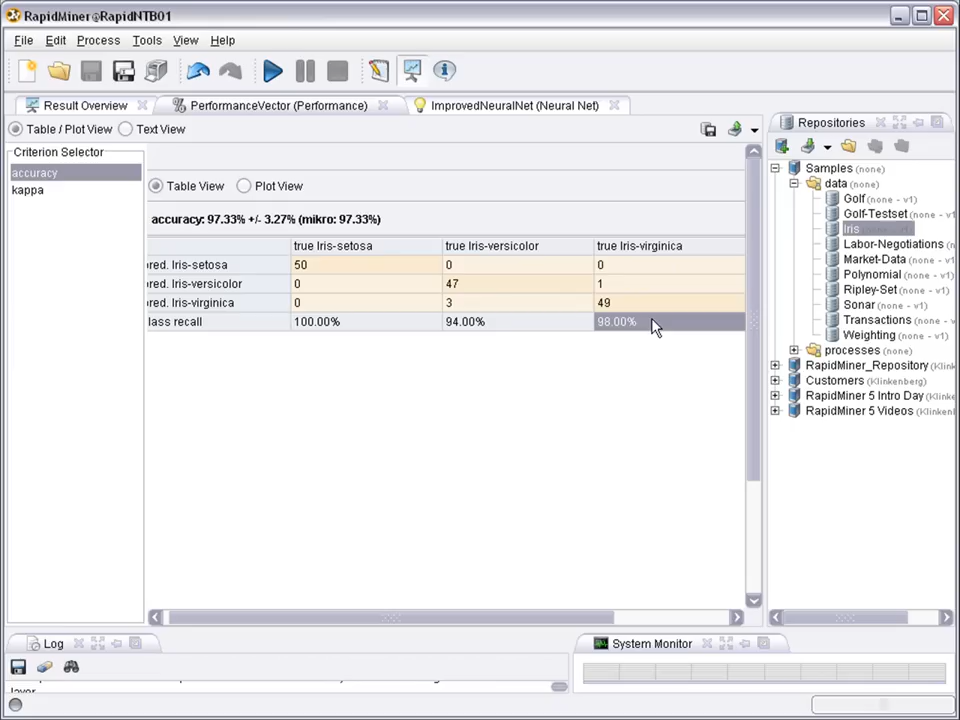 RapidMiner@RapidNTB01
File Edit Process Tools View Help
Result Overview PerformanceVector (Performance) ImprovedNeuralNet (Neural Net)
Table / Plot View Text View
Criterion Selector
accuracy
kappa
Table View Plot View
accuracy: 97.33% +/- 3.27% (mikro: 97.33%)
true Iris-setosa true Iris-versicolor true Iris-virginica
pred. Iris-setosa 50 0 0
pred. Iris-versicolor 0 47 1
pred. Iris-virginica 0 3 49
lass recall 100.00% 94.00% 98.00%
Repositories
Samples (none)
data (none)
Golf (none - v1)
Golf-Testset (none - v
Iris (none - v1)
Labor-Negotiations (n
Market-Data (none - v1)
Polynomial (none - v1)
Ripley-Set (none - v1)
Sonar (none - v1)
Transactions (none - v
Weighting (none - v1)
processes (none)
RapidMiner_Repository (Klin
Customers (Klinkenberg)
RapidMiner 5 Intro Day (Klinke
RapidMiner 5 Videos (Klinken
Log
layer
System Monitor